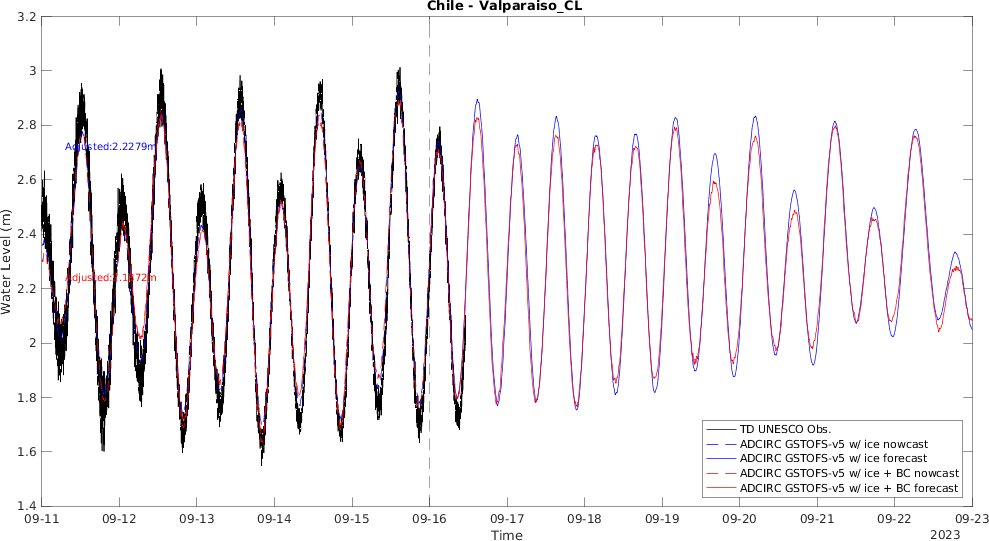 Chile - Valparaiso_CL
3.2
3
2.8
2.6
2.4
2.2
2
1.8
1.6
1.4
Water Level (m)
Adjusted:2.2279m
TD UNESCO Obs.
ADCIRC GSTOFS-v5 w/ ice nowcast
ADCIRC GSTOFS-v5 w/ ice forecast
ADCIRC GSTOFS-v5 w/ ice + BC nowcast
ADCIRC GSTOFS-v5 w/ ice + BC forecast
09-11 09-12 09-13 09-14 09-15 09-16 09-17 09-18 09-19 09-20 09-21 09-22 09-23
Time
2023